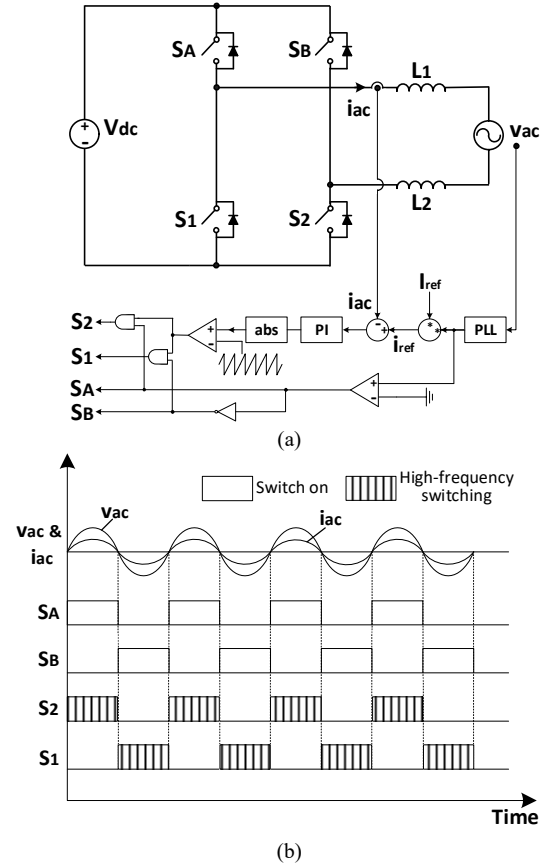 SA
SB
L1
iac
Vdc
vac
S1
S2
L2
iac
Iref
S2
abs
PI
- +
iref
* *
PLL
S1
SA
SB
(a)
Switch on
High-frequency
switching
vac &
iac
vac
iac
SA
SB
S2
S1
Time
(b)